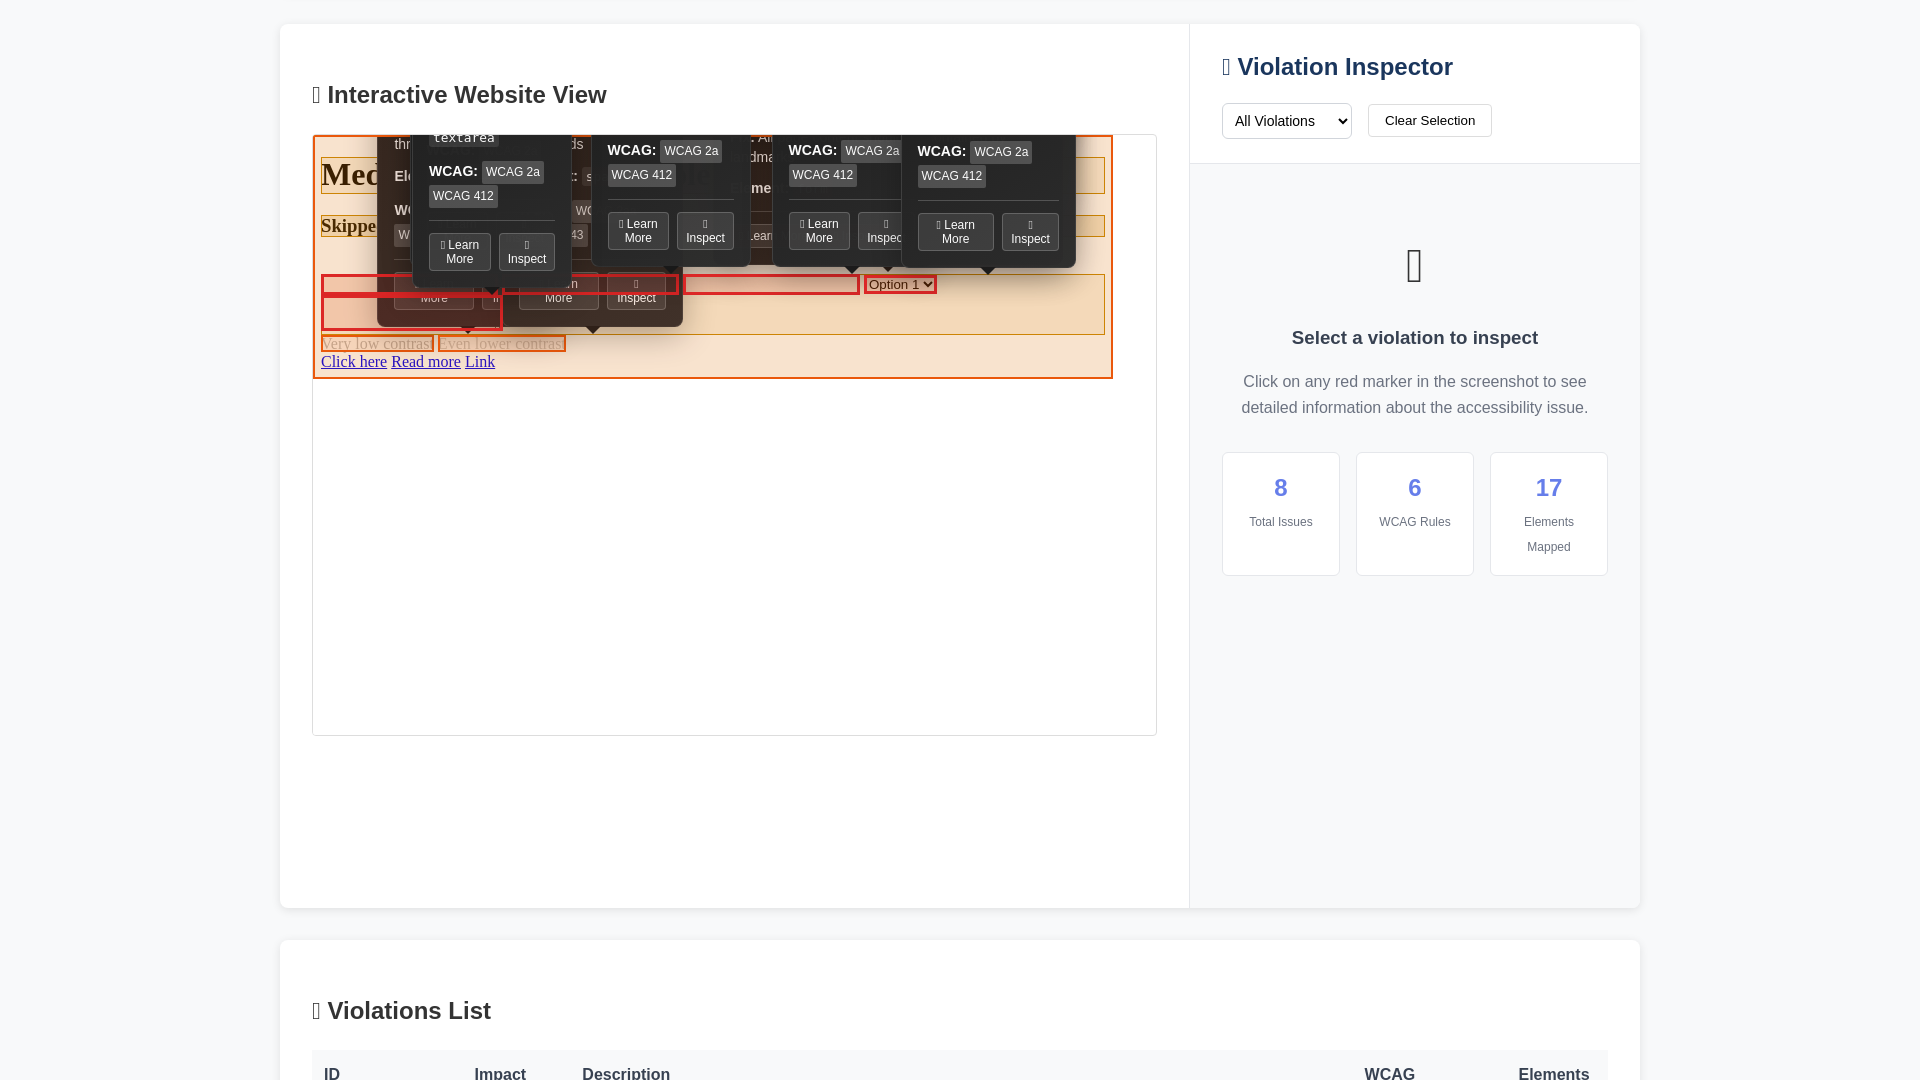 Interactive Website View
textarea
WCAG: WCAG 2a
WCAG 412
Learn More
Inspect
WCAG: WCAG 2a
WCAG 412
Learn More
Inspect
WCAG: WCAG 2a
WCAG 412
Learn More
WCAG: WCAG 2a
WCAG 412
Learn More
Inspect
More
More
Inspect
Option 1
Very low contrast Even lower contrast
Click here Read more Link
Violation Inspector
All Violations
Clear Selection
Select a violation to inspect
Click on any red marker in the screenshot to see
detailed information about the accessibility issue.
8
Total Issues
6
WCAG Rules
17
Elements
Mapped
Violations List
ID Impact Description WCAG Elements